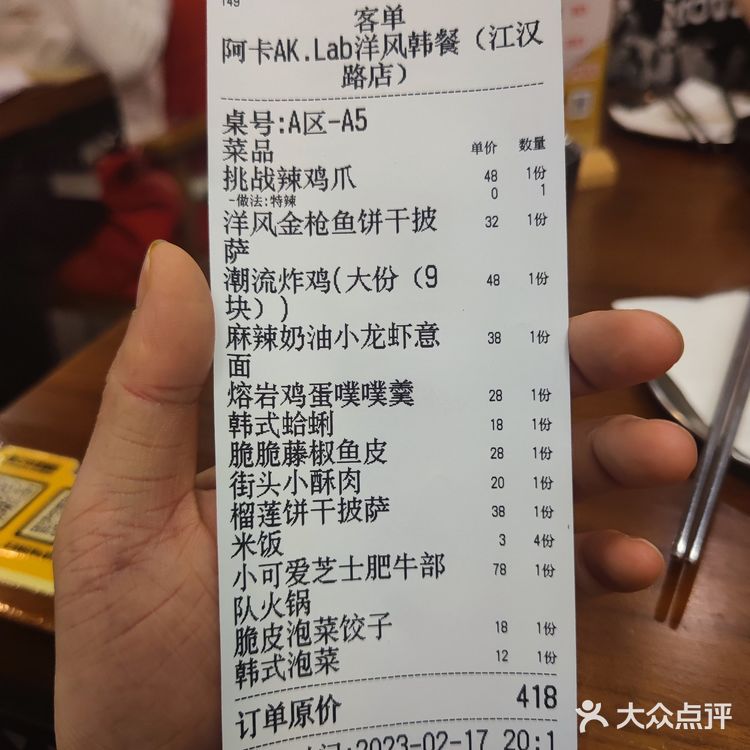 149
客单
阿卡AK.Lab洋风韩餐（江汉
路店）
桌号:A区-A5
菜品 单价 数量
挑战辣鸡爪 48 1份
-做法:特辣 0 1
洋风金枪鱼饼干披 32 1份
萨
潮流炸鸡(大份（9 48 1份
块）)
麻辣奶油小龙虾意 38 1份
面
熔岩鸡蛋噗噗羹 28 1份
韩式蛤蜊 18 1份
脆脆藤椒鱼皮 28 1份
街头小酥肉 20 1份
榴莲饼干披萨 38 1份
米饭 3 4份
小可爱芝士肥牛部 78 1份
队火锅
脆皮泡菜饺子 18 1份
韩式泡菜 12 1份
订单原价 418
2023-02-17 20:1
大众点评